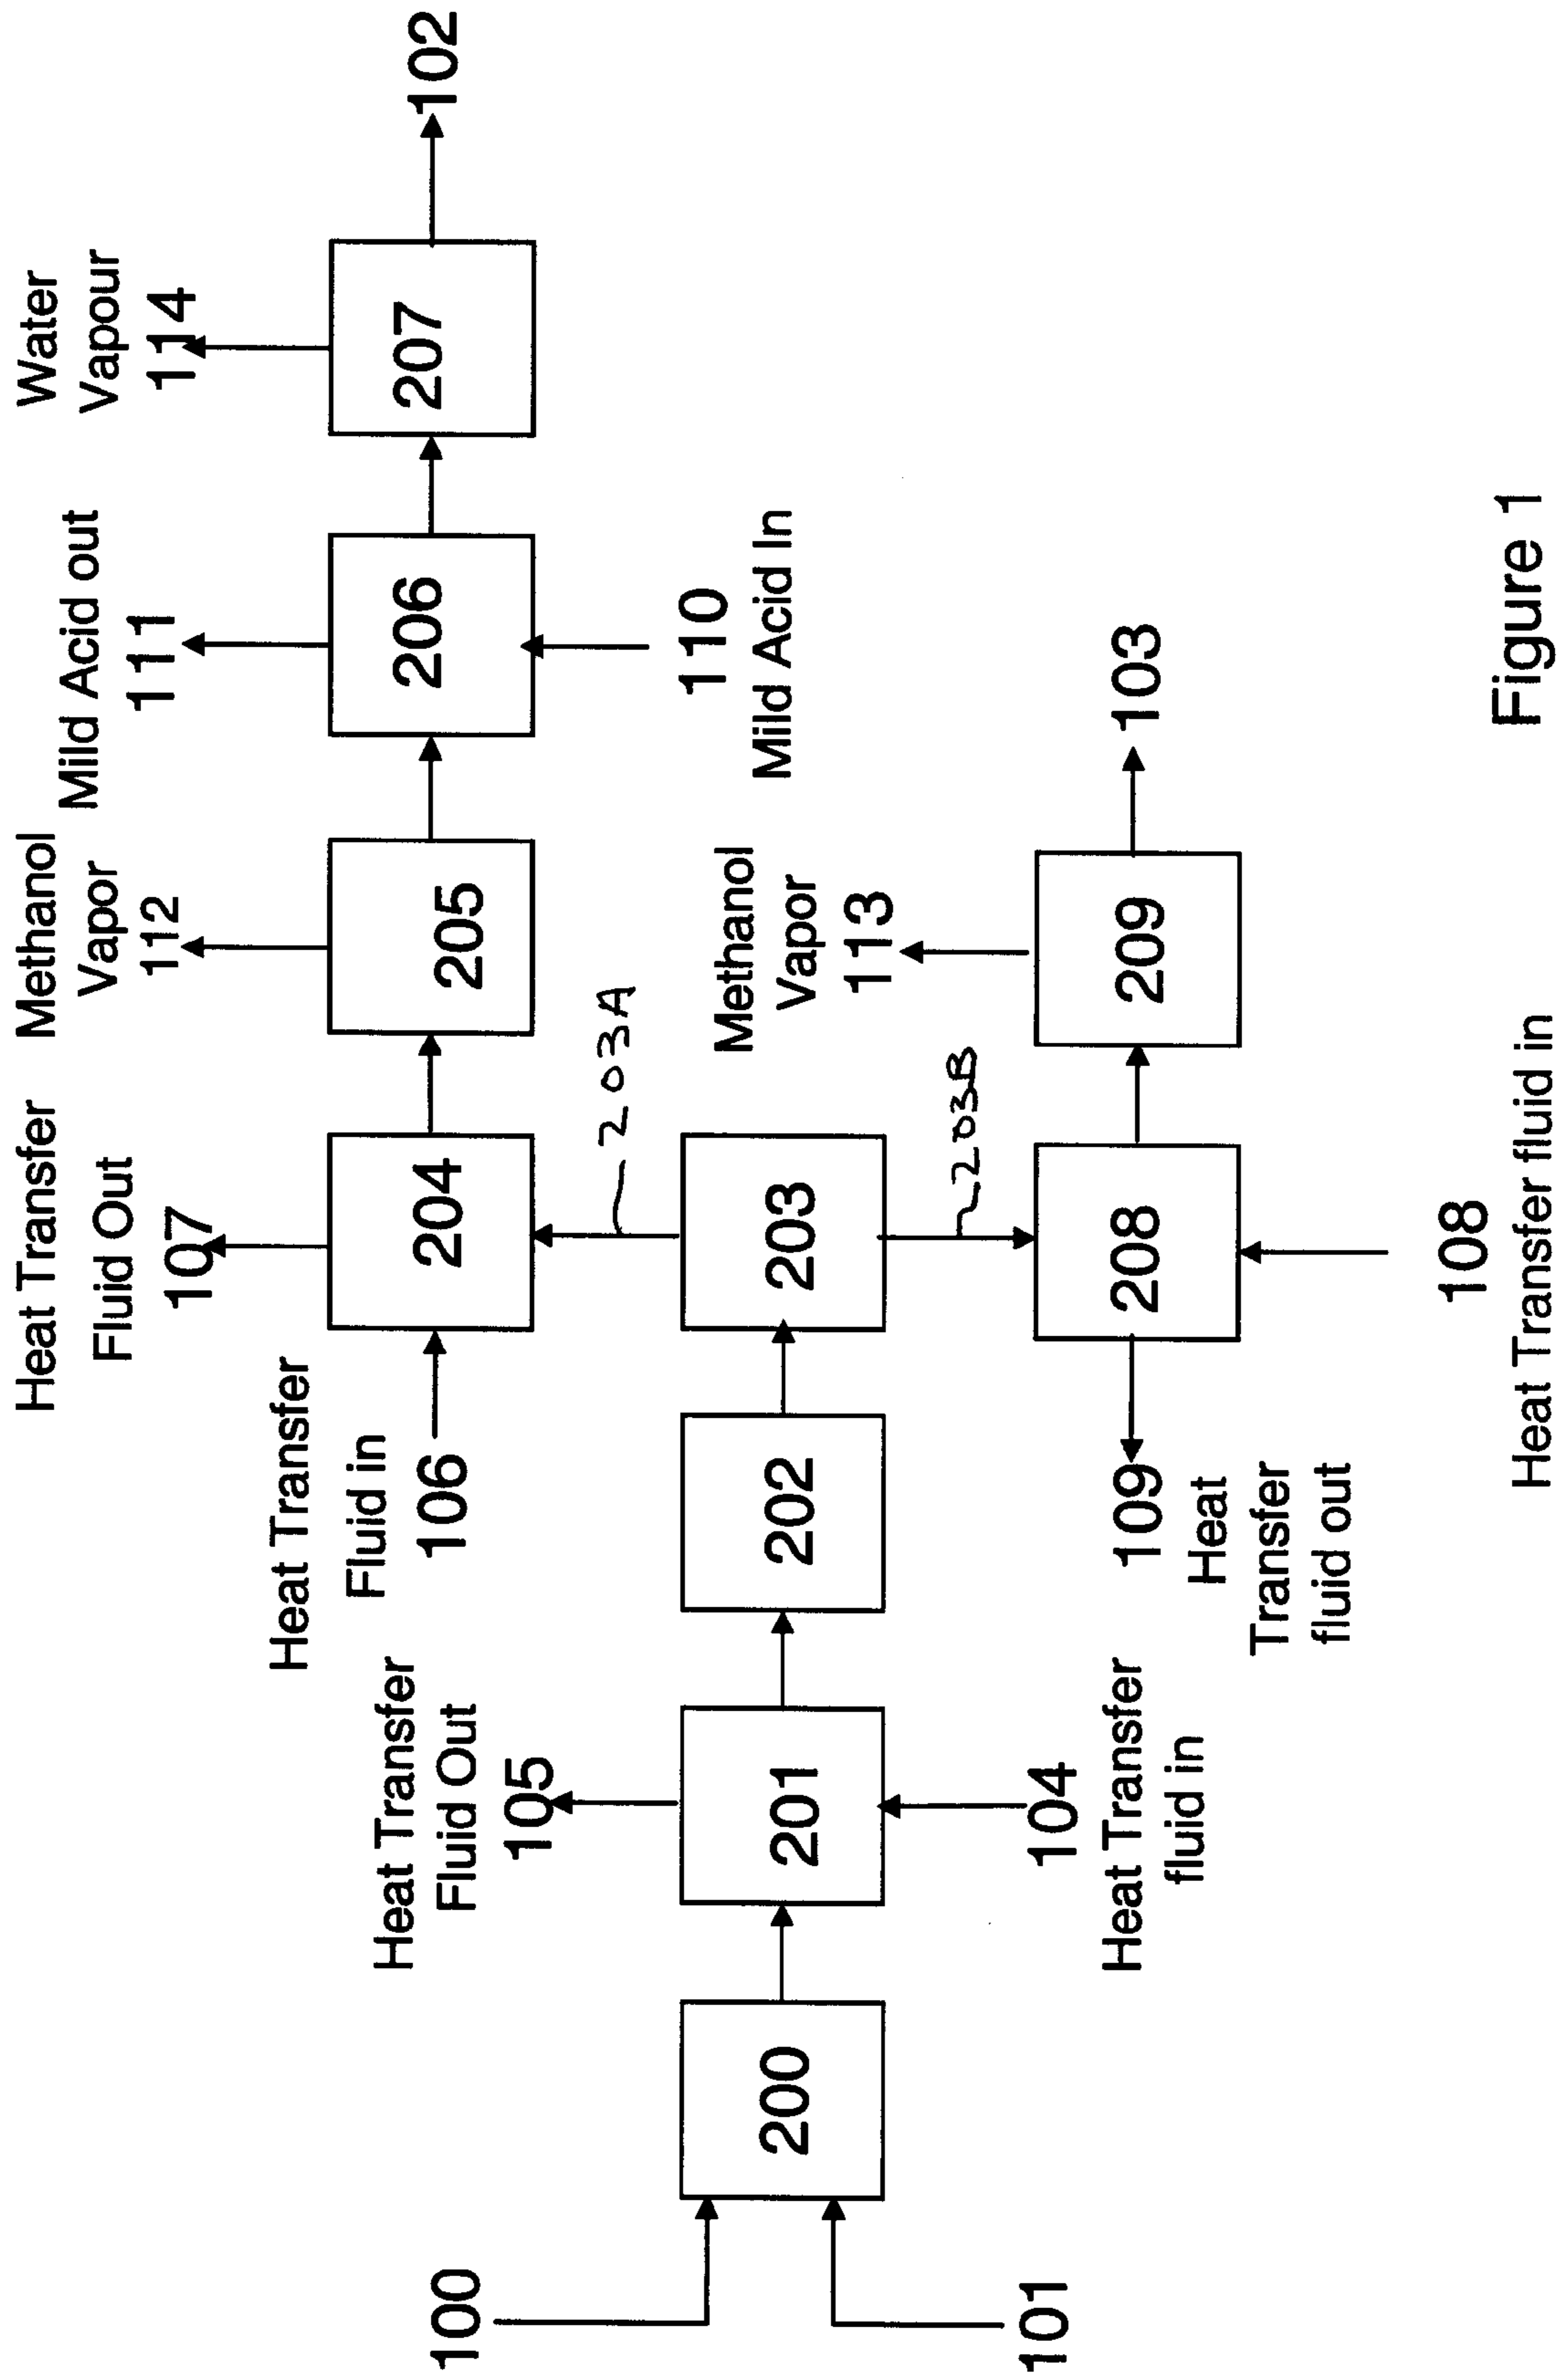 Heat Transfer
Fluid Out
107
Methanol
Vapor
112
Mild Acid out
111
Water
Vapour
114
Heat Transfer
Fluid in
106
204
205
206
207
102
203A
110
Mild Acid In
Heat Transfer
Fluid Out
105
100
101
200
201
202
203
Methanol
Vapor
113
203B
104
Heat Transfer
fluid in
109
Heat
Transfer
fluid out
208
209
103
108
Heat Transfer fluid in
Figure 1